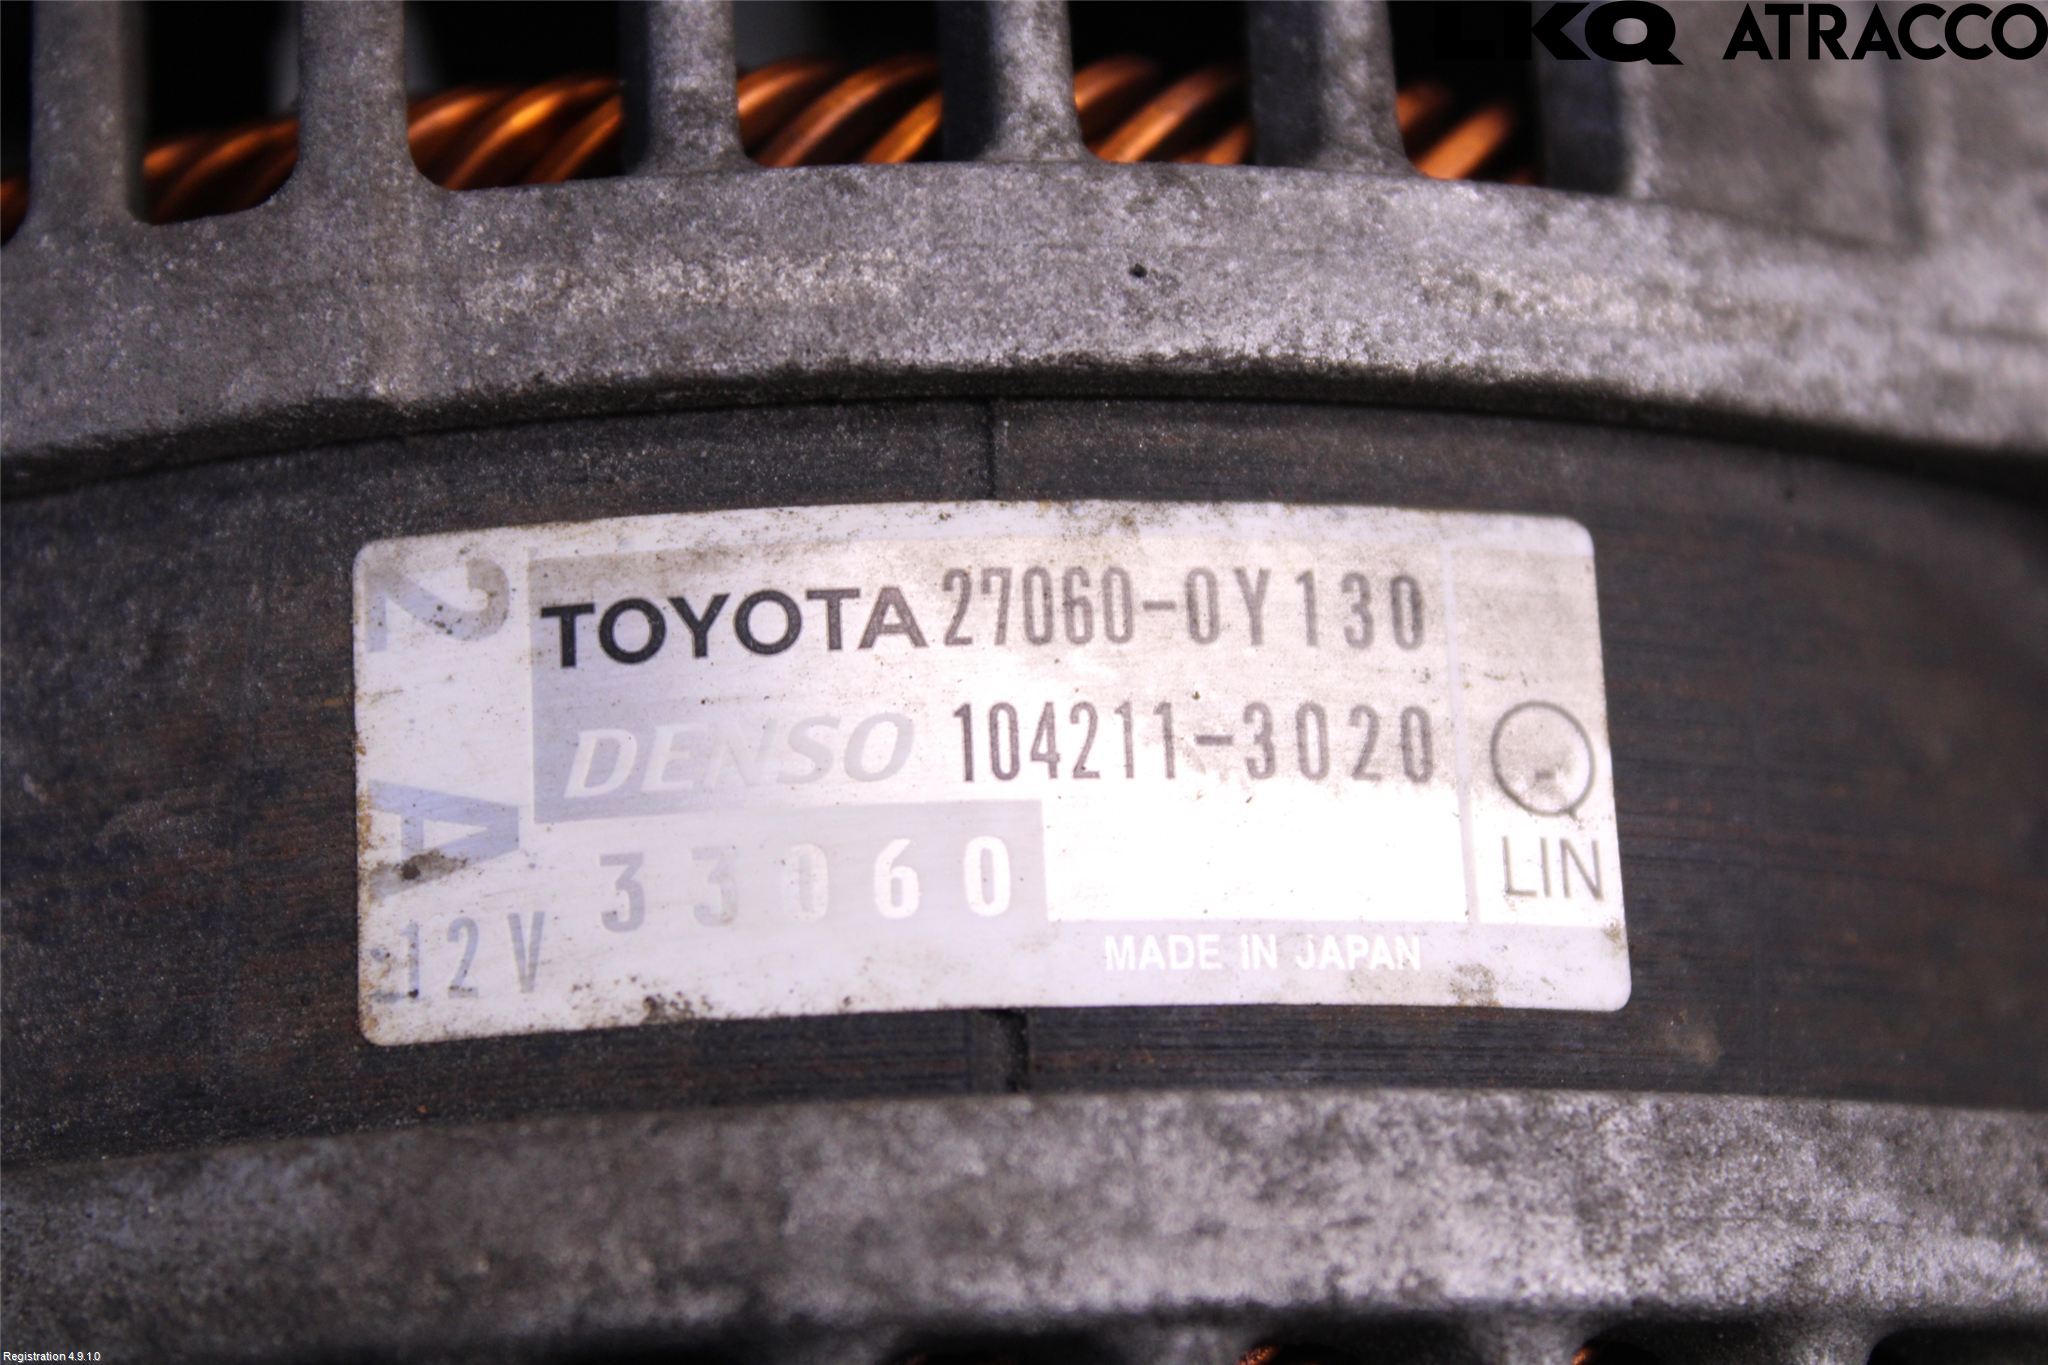 LKQ ATRACCO
TOYOTA 27060-0Y130
DENSO 104211-3020
2 A
33060
12V
Q
LIN
MADE IN JAPAN
Registration 4.9.1.0